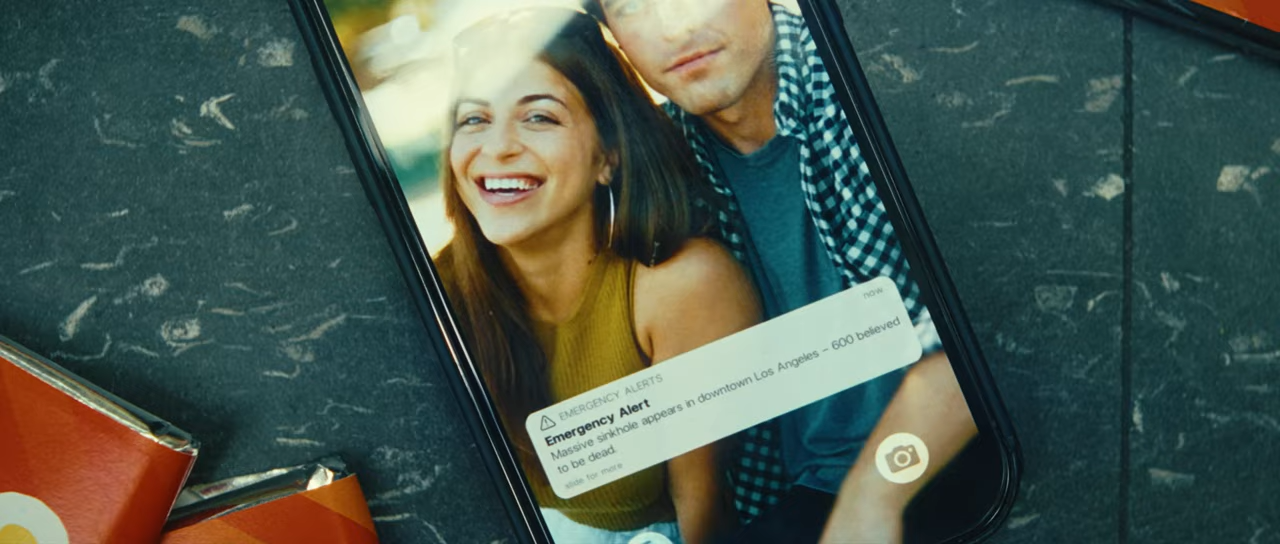 now
EMERGENCY ALERTS
Emergency Alert
Massive sinkhole appears in downtown Los Angeles – 600 believed
to be dead.
slide for more